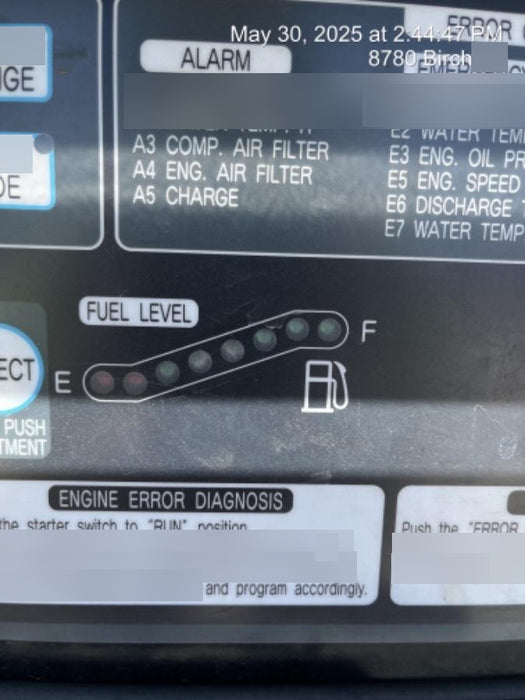 May 30, 2025 at 2:44:47 PM
8780 Birch
ERROR
ALARM
A3 COMP. AIR FILTER
A4 ENG. AIR FILTER
A5 CHARGE
E2 WATER TEM
E3 ENG. OIL PR
E5 ENG. SPEED
E6 DISCHARGE
E7 WATER TEMP
GE
DE
FUEL LEVEL
E
F
ECT
PUSH
TMENT
ENGINE ERROR DIAGNOSIS
the starter switch to "RUN" position
and program accordingly.
Push the "ERROR